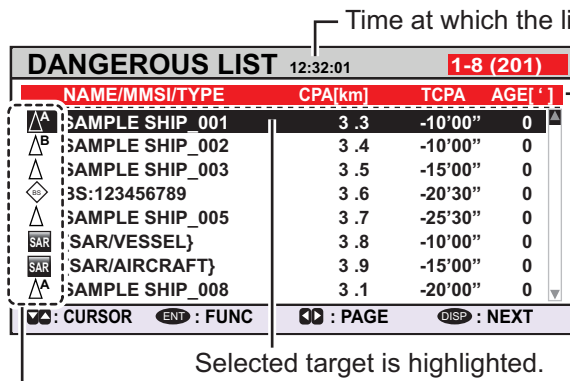 Time at which the li
DANGEROUS LIST 12:32:01 1-8 (201)
NAME/MMSI/TYPE CPA[km] TCPA AGE[ ‘ ]
A SAMPLE SHIP_001 3 .3 -10’00” 0
B SAMPLE SHIP_002 3 .4 -10’00” 0
SAMPLE SHIP_003 3 .5 -15’00” 0
BS BS:123456789 3 .6 -20’30” 0
SAMPLE SHIP_005 3 .7 -25’30” 0
SAR {SAR/VESSEL} 3 .8 -10’00” 0
SAR {SAR/AIRCRAFT} 3 .9 -15’00” 0
A SAMPLE SHIP_008 3 .1 -20’00” 0
: CURSOR ENT : FUNC : PAGE DISP : NEXT
Selected target is highlighted.